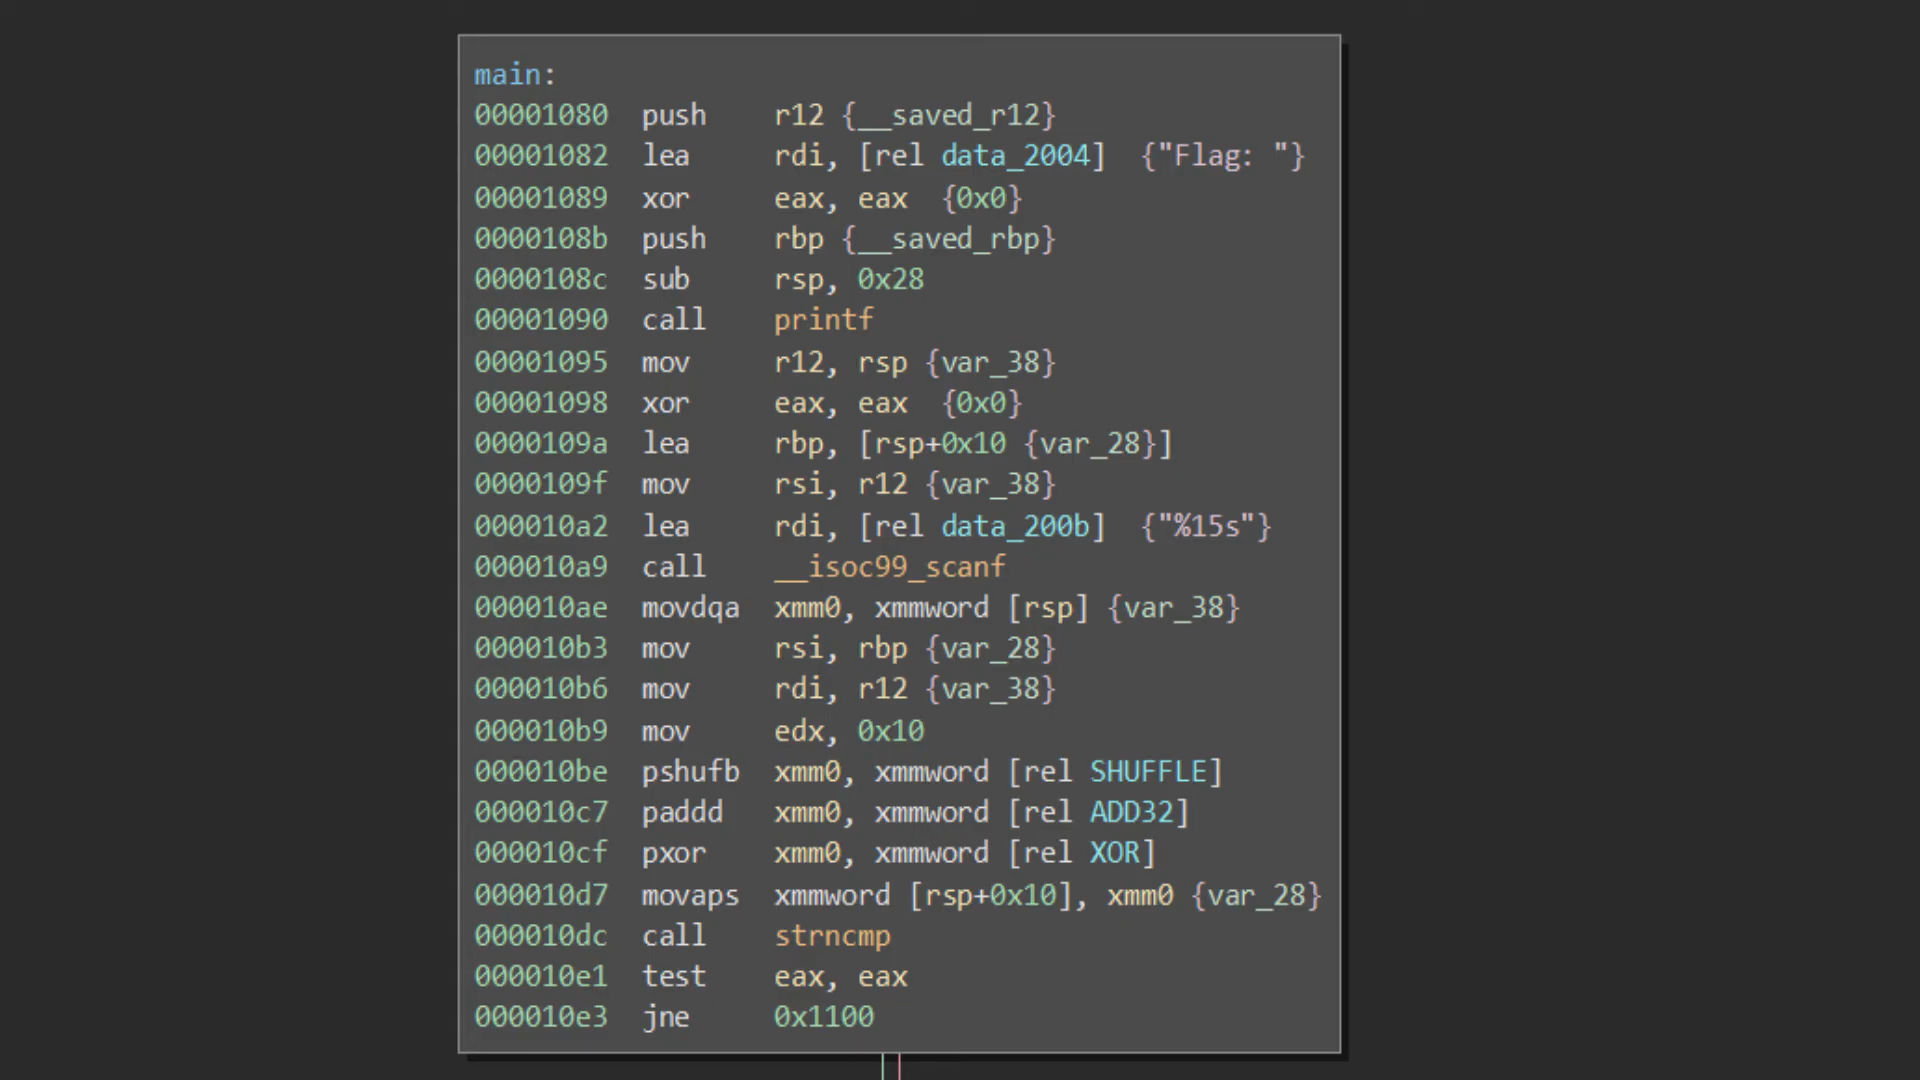 main:
00001080 push r12 {__saved_r12}
00001082 lea rdi, [rel data_2004] {"Flag: "}
00001089 xor eax, eax {0x0}
0000108b push rbp {__saved_rbp}
0000108c sub rsp, 0x28
00001090 call printf
00001095 mov r12, rsp {var_38}
00001098 xor eax, eax {0x0}
0000109a lea rbp, [rsp+0x10 {var_28}]
0000109f mov rsi, r12 {var_38}
000010a2 lea rdi, [rel data_200b] {"%15s"}
000010a9 call __isoc99_scanf
000010ae movdqa xmm0, xmmword [rsp] {var_38}
000010b3 mov rsi, rbp {var_28}
000010b6 mov rdi, r12 {var_38}
000010b9 mov edx, 0x10
000010be pshufb xmm0, xmmword [rel SHUFFLE]
000010c7 paddd xmm0, xmmword [rel ADD32]
000010cf pxor xmm0, xmmword [rel XOR]
000010d7 movaps xmmword [rsp+0x10], xmm0 {var_28}
000010dc call strncmp
000010e1 test eax, eax
000010e3 jne 0x1100